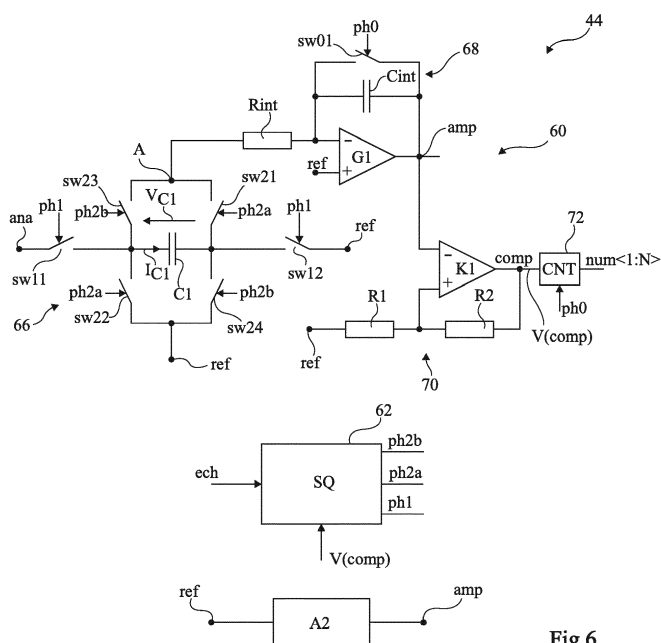 44
ph0
sw01
68
Cint
Rint
A
amp
60
ref
G1
sw23
V C1
sw21
ph2b
ph2a
ph1
ph1
ana
ref
72
comp
K1
CNT
num<1:N>
sw11
I C1
C1
sw12
ph2a
ph2b
R1
R2
ph0
66
sw22
sw24
V(comp)
ref
ref
70
62
ph2b
ech
SQ
ph2a
ph1
V(comp)
ref
A2
amp
Fig 6